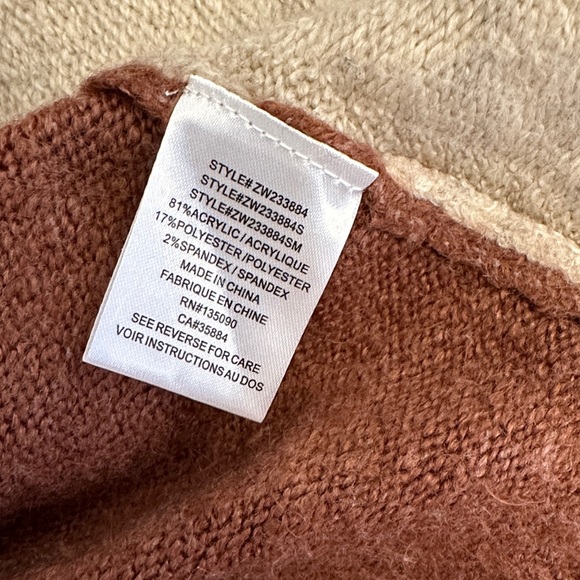 STYLE#ZW233884
STYLE#ZW233884S
STYLE#ZW233884SM
81%ACRYLIC/ACRYLIQUE
17%POLYESTER/POLYESTER
2%SPANDEX/SPANDEX
MADE IN CHINA
FABRIQUE EN CHINE
RN#135090
CA#35884
SEE REVERSE FOR CARE
VOIR INSTRUCTIONS AU DOS